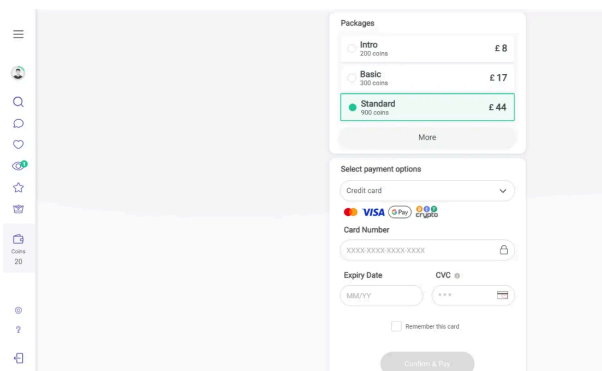 Packages
Intro
200 coins
£ 8
Basic
300 coins
£ 17
Standard
900 coins
£ 44
More
Select payment options
Credit card
VISA G Pay crypto
Card Number
XXXX-XXXX-XXXX-XXXX
Expiry Date
CVC
MM/YY
***
Remember this card
Confirm & Pay
1
Coins
20